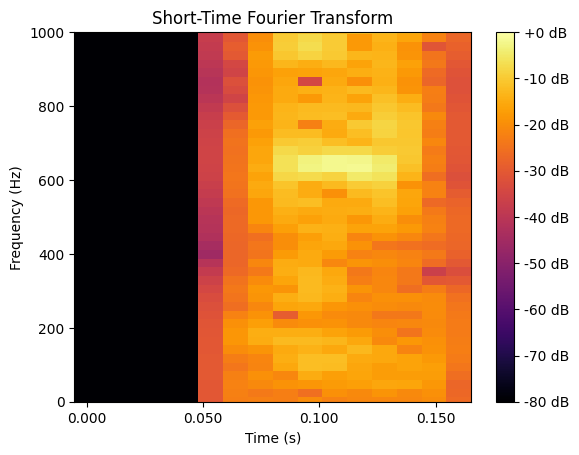 Short-Time Fourier Transform
1000
800
600
400
200
0
Frequency (Hz)
0.000
0.050
0.100
0.150
Time (s)
+0 dB
-10 dB
-20 dB
-30 dB
-40 dB
-50 dB
-60 dB
-70 dB
-80 dB